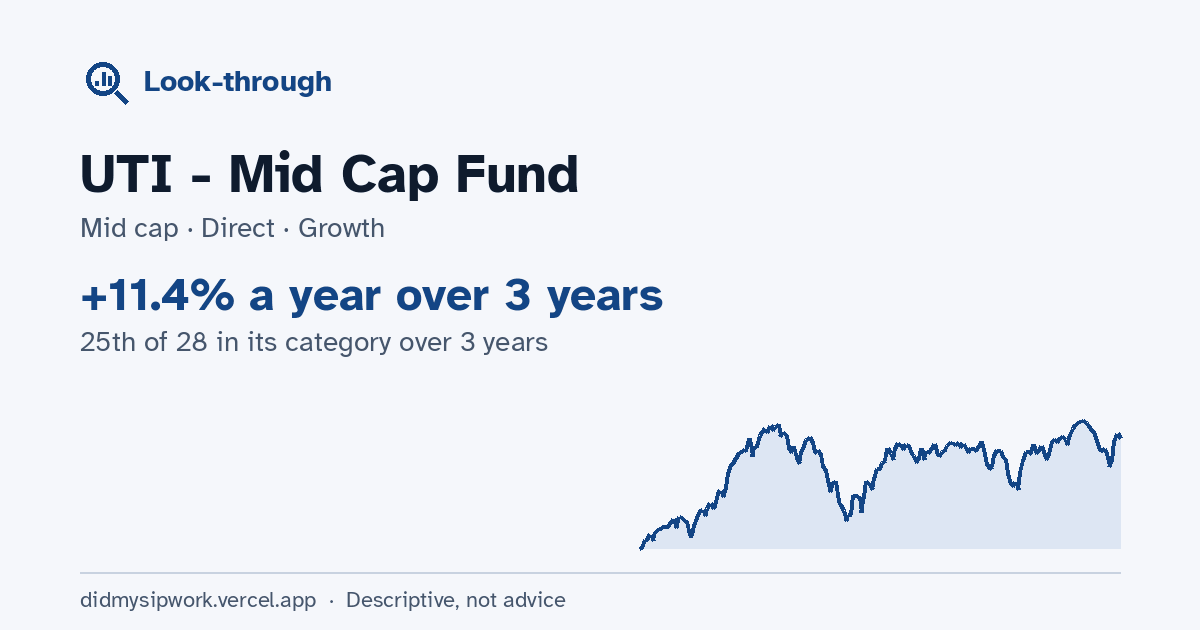 Look-through
UTI - Mid Cap Fund
Mid cap · Direct · Growth
+11.4% a year over 3 years
25th of 28 in its category over 3 years
didmysipwork.vercel.app · Descriptive, not advice